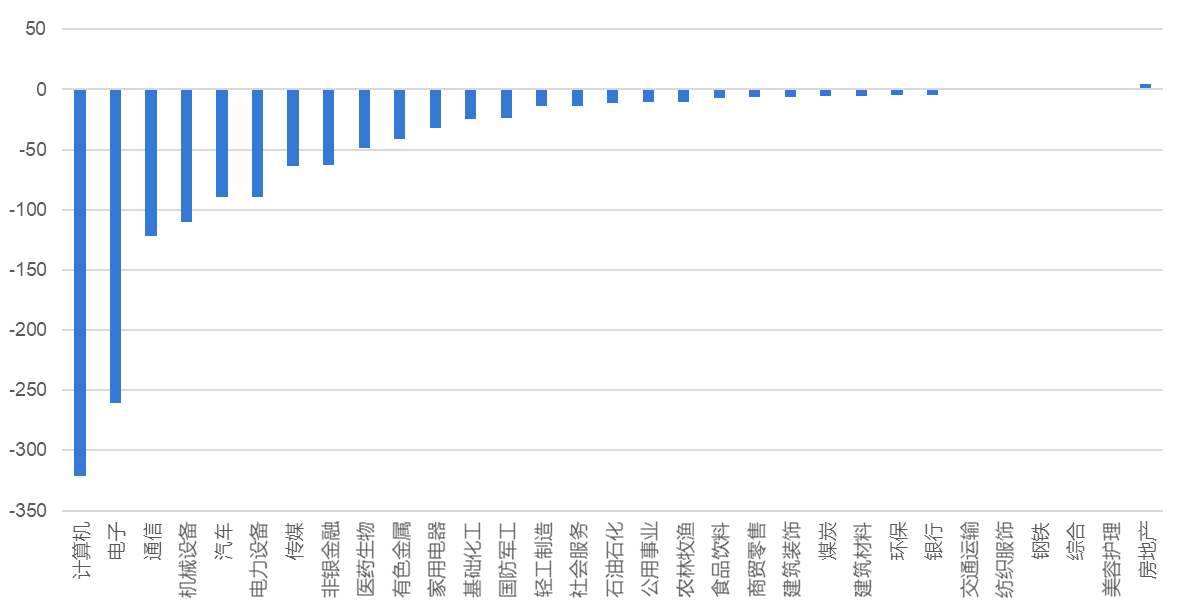 50
0
-50
-100
-150
-200
-250
-300
-350
计算机
电子
通信
机械设备
汽车
电力设备
传媒
非银金融
医药生物
有色金属
家用电器
基础化工
国防军工
轻工制造
社会服务
石油石化
公用事业
农林牧渔
食品饮料
商贸零售
建筑装饰
煤炭
建筑材料
环保
银行
交通运输
纺织服饰
钢铁
综合
美容护理
房地产